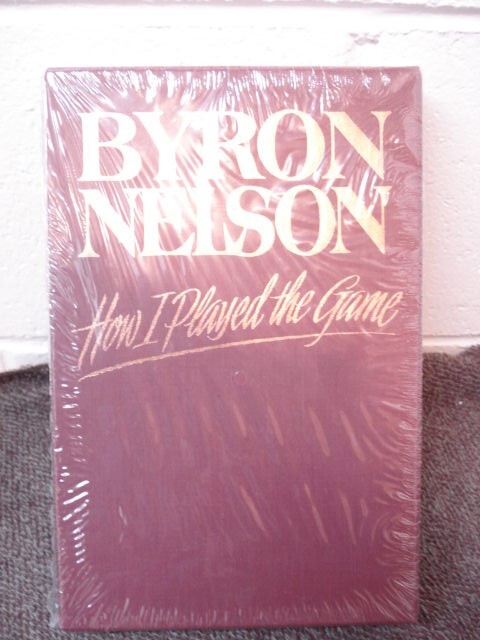 BYRON
NELSON
How I Played the Game